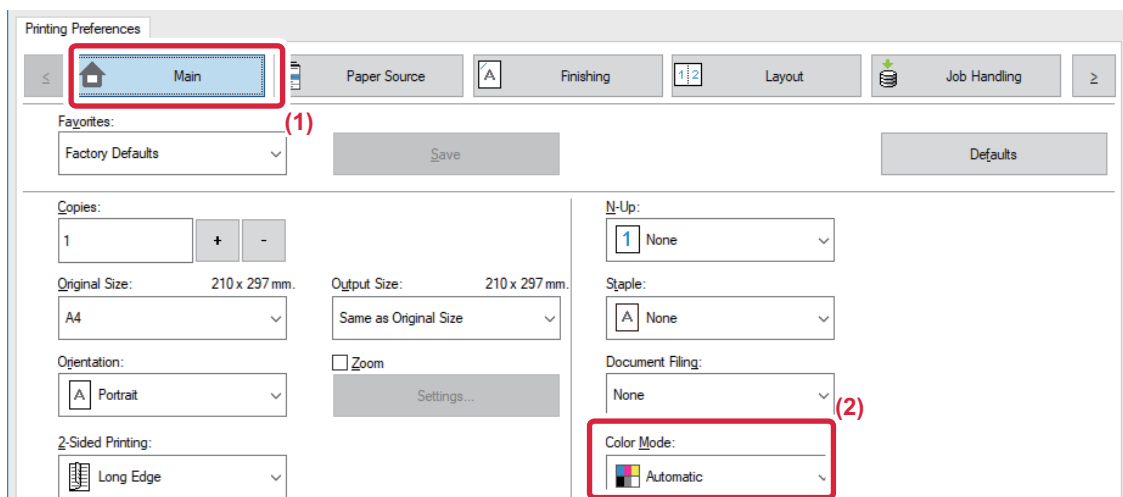 Printing Preferences
≤ Main Paper Source A Finishing 1 2 Layout Job Handling ≥
(1)
Favorites:
Factory Defaults Save Defaults
Copies: N-Up:
1 + - 1 None
Original Size: 210 x 297 mm. Output Size: 210 x 297 mm. Staple:
A4 Same as Original Size A None
Orientation: Zoom Document Filing:
A Portrait Settings... None
(2)
2-Sided Printing: Color Mode:
Long Edge Automatic